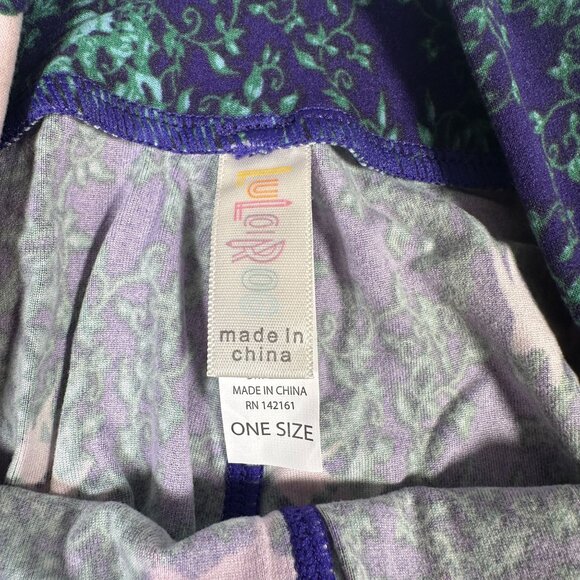 LuLaRoe
made in
china
MADE IN CHINA
RN 142161
ONE SIZE